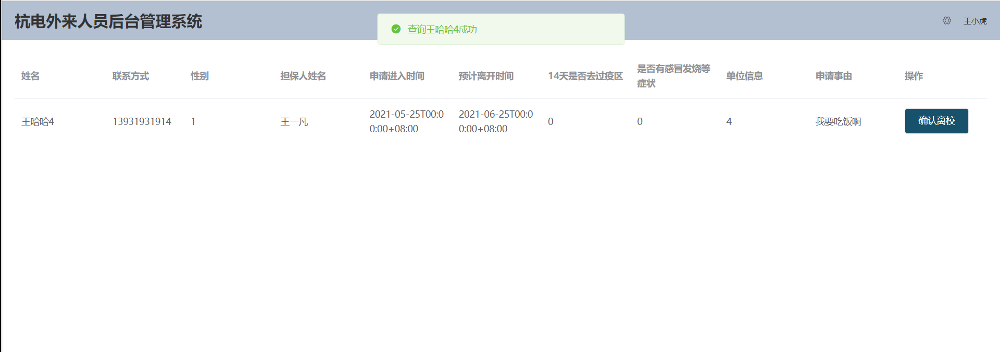 杭电外来人员后台管理系统
查询王哈哈4成功
王小虎
姓名
联系方式
性别
担保人姓名
申请进入时间
预计离开时间
14天是否去过疫区
是否有感冒发烧等
症状
单位信息
申请事由
操作
王哈哈4
13931931914
1
王一凡
2021-05-25T00:0
0:00+08:00
2021-06-25T00:0
0:00+08:00
0
0
4
我要吃饭啊
确认离校